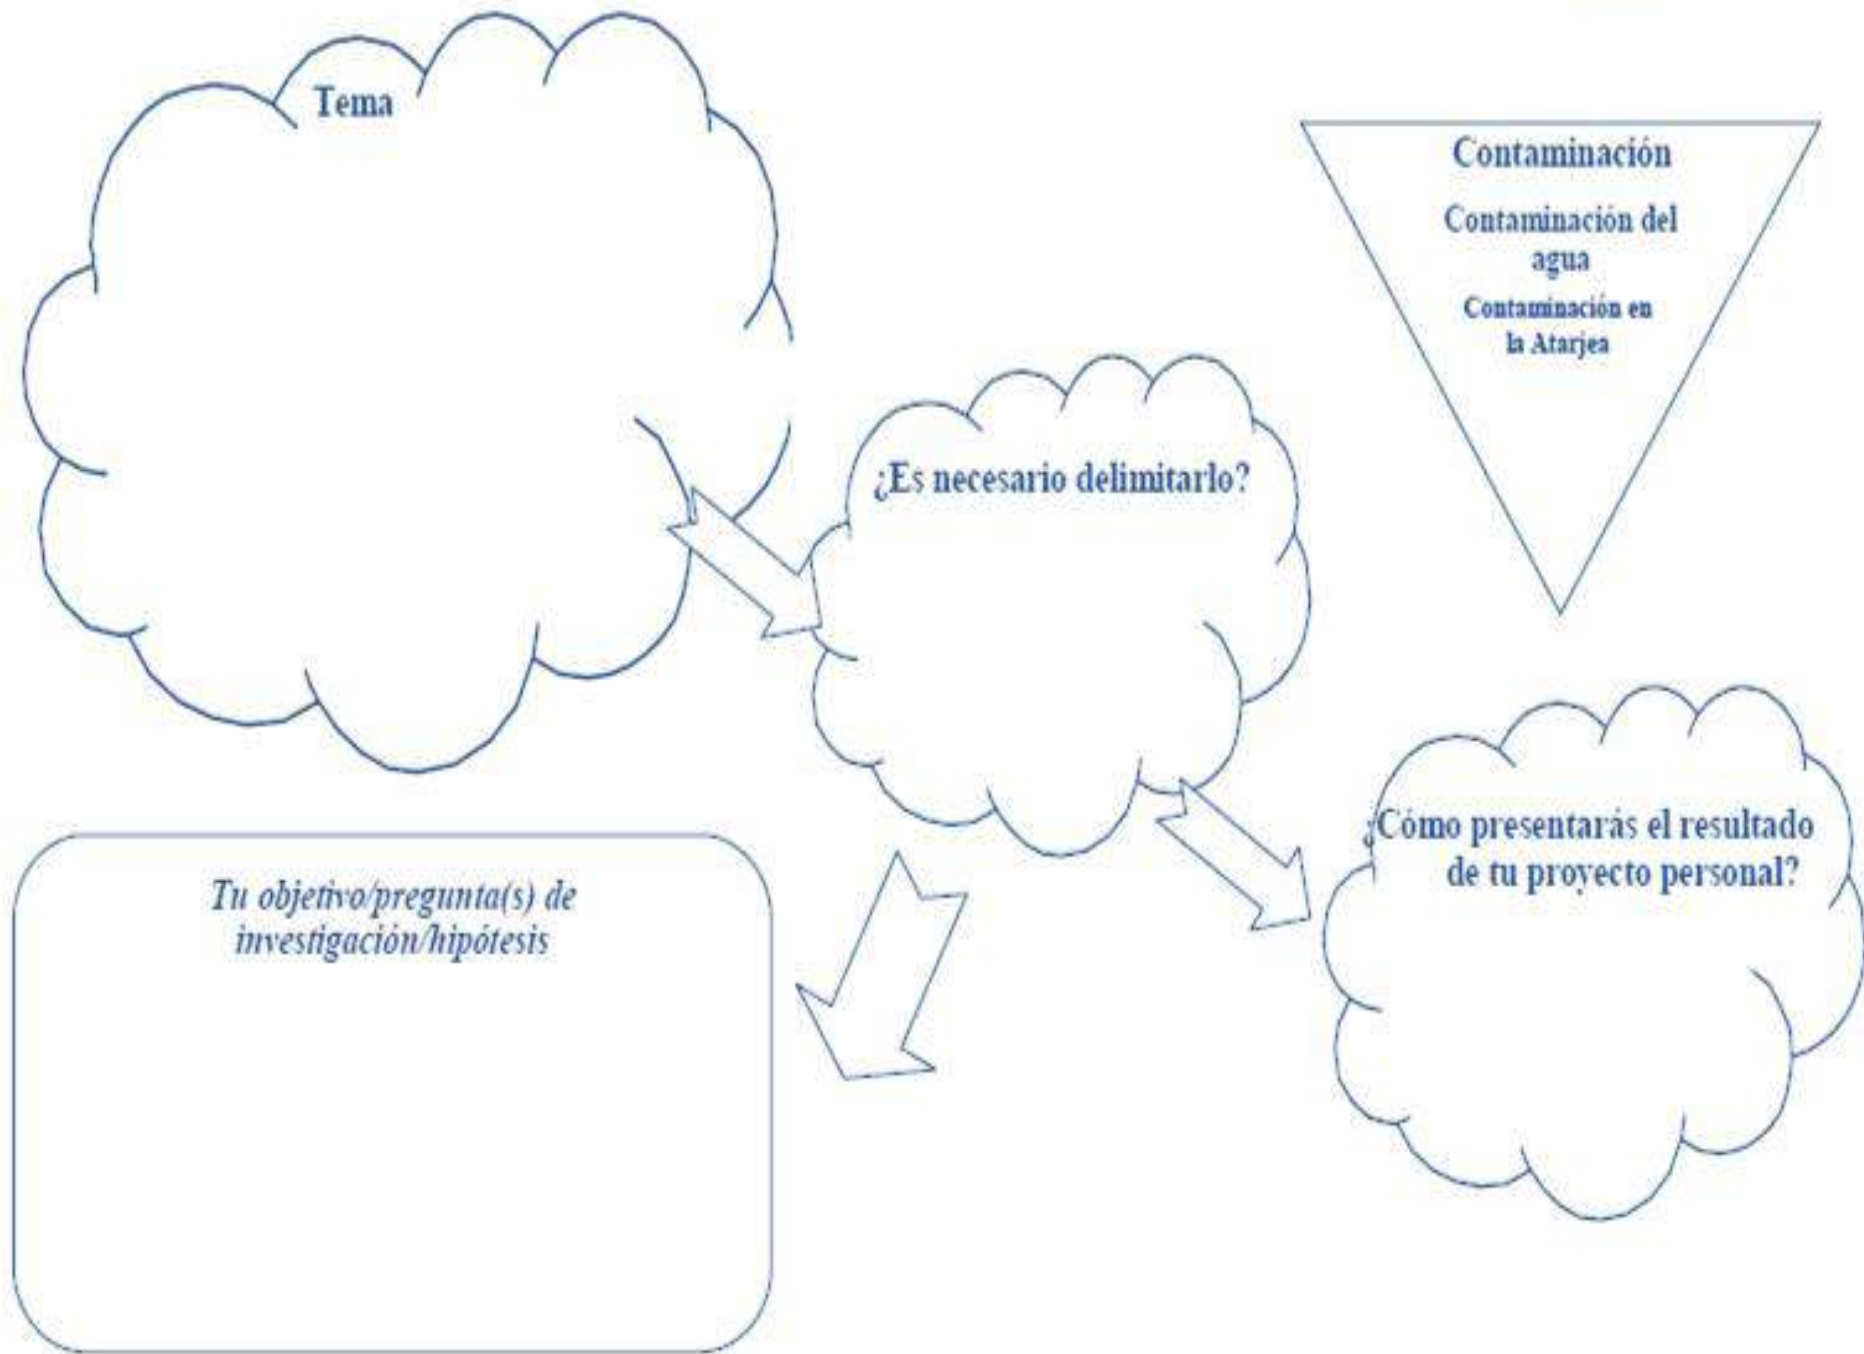 Tema
Contaminación
Contaminación del
agua
Contaminación en
la Atarjea
¿Es necesario delimitarlo?
¿Cómo presentarás el resultado
de tu proyecto personal?
Tu objetivo/pregunta(s) de
investigación/hipótesis